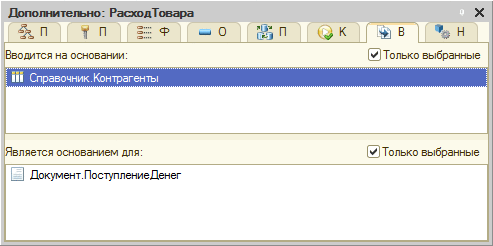 Дополнительно: РасходТовара
П П Ф О П К В Н
Вводится на основании: Только выбранные
Справочник.Контрагенты
Является основанием для: Только выбранные
Документ.ПоступлениеДенег